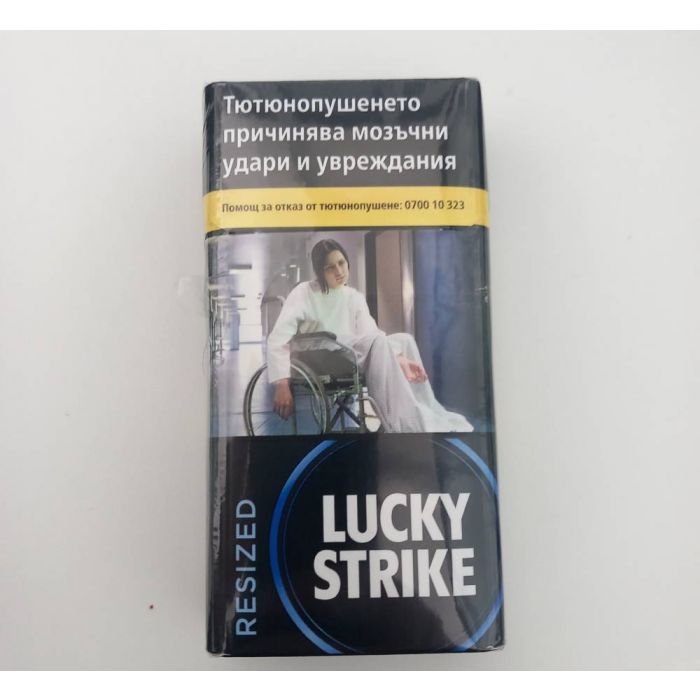 Тютюнопушенето
причинява мозъчни
удари и увреждания
Помощ за отказ от тютюнопушене: 0700 10 323
RESIZED
LUCKY
STRIKE